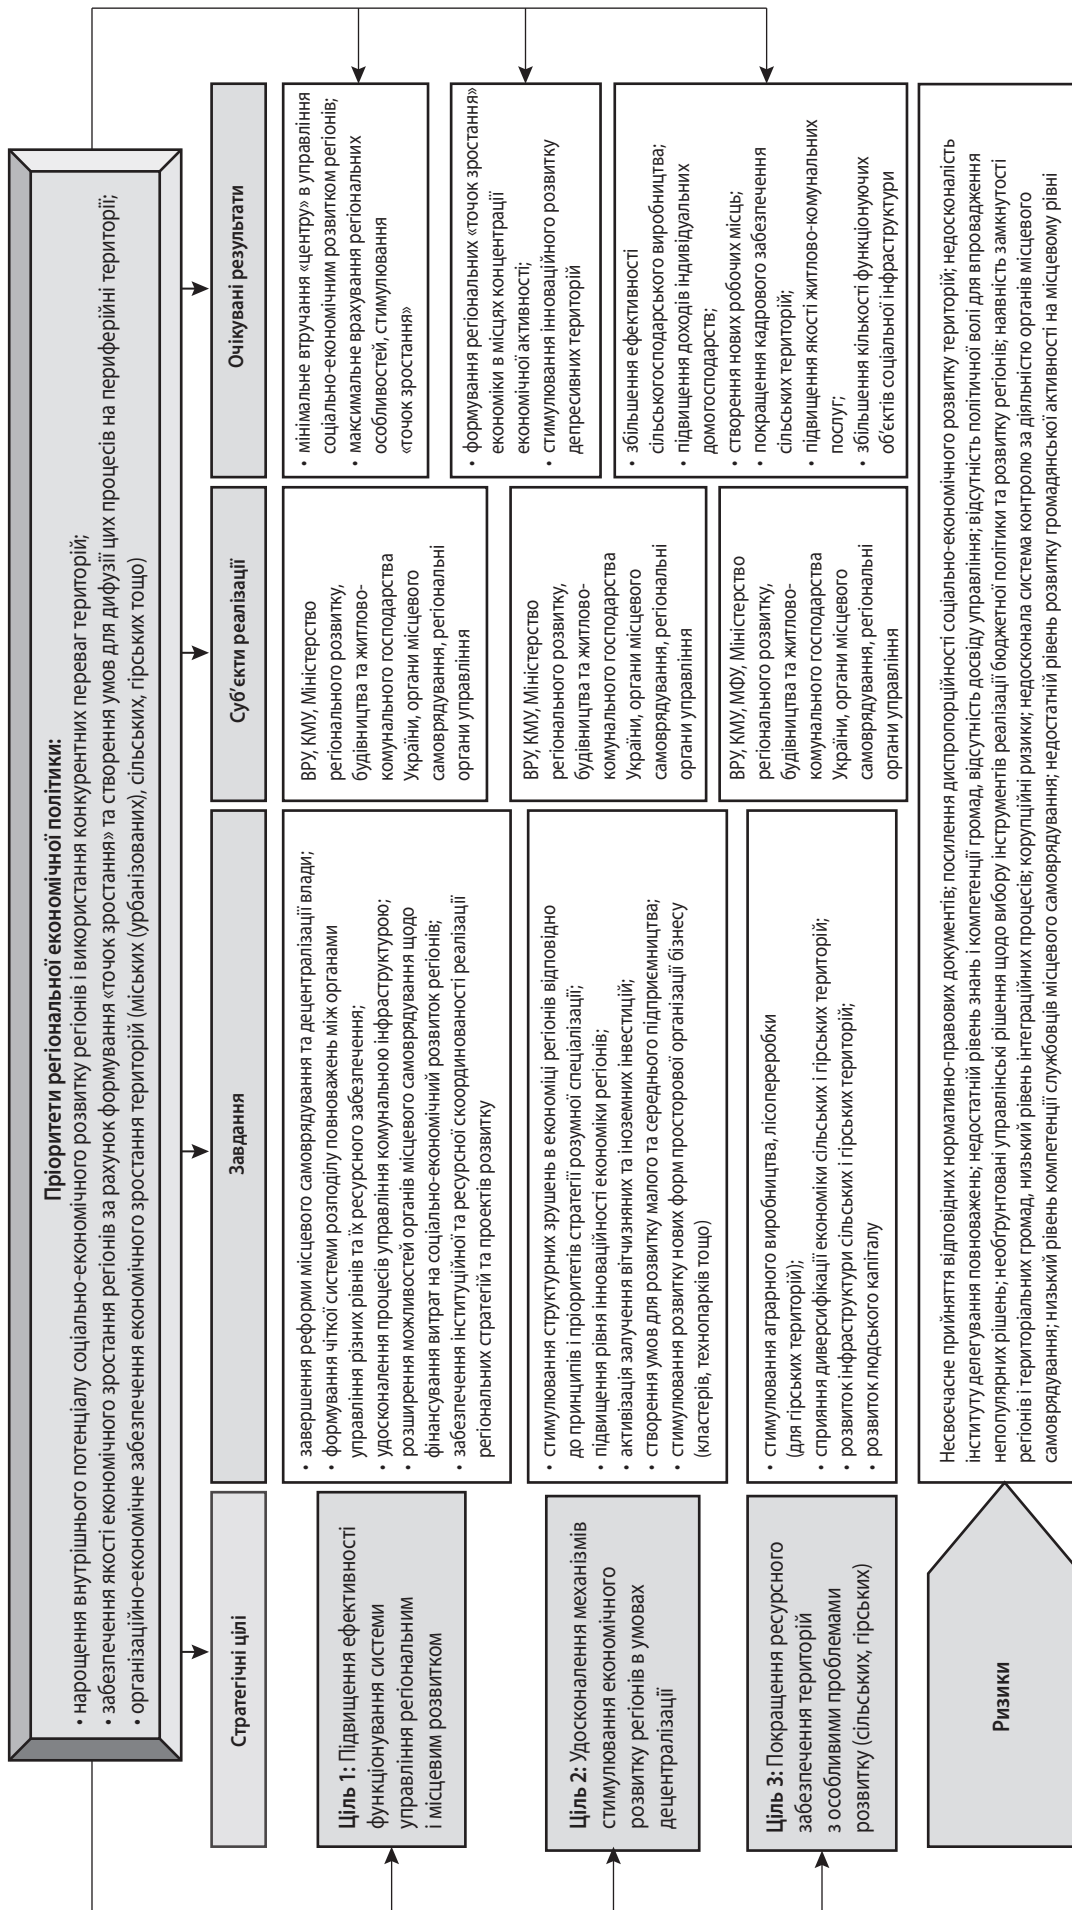 Пріоритети регіональної економічної політики:
• нарощення внутрішнього потенціалу соціально-економічного розвитку регіонів і використання конкурентних переваг територій;
• забезпечення якості економічного зростання регіонів за рахунок формування «точок зростання» та створення умов для дифузії цих процесів на периферійні території;
• організаційно-економічне забезпечення економічного зростання територій (міських (урбанізованих), сільських, гірських тощо)
Стратегічні цілі
Завдання
Суб’єкти реалізації
Очікувані результати
Ціль 1: Підвищення ефективності
функціонування системи
управління регіональним
і місцевим розвитком
• завершення реформи місцевого самоврядування та децентралізації влади;
• формування чіткої системи розподілу повноважень між органами
управління різних рівнів та їх ресурсного забезпечення;
• удосконалення процесів управління комунальною інфраструктурою;
• розширення можливостей органів місцевого самоврядування щодо
фінансування витрат на соціально-економічний розвиток регіонів;
• забезпечення інституційної та ресурсної скоординованості реалізації
регіональних стратегій та проектів розвитку
ВРУ, КМУ, Міністерство
регіонального розвитку,
будівництва та житлово-
комунального господарства
України, органи місцевого
самоврядування, регіональні
органи управління
• мінімальне втручання «центру» в управління
соціально-економічним розвитком регіонів;
• максимальне врахування регіональних
особливостей, стимулювання
«точок зростання»
Ціль 2: Удосконалення механізмів
стимулювання економічного
розвитку регіонів в умовах
децентралізації
• стимулювання структурних зрушень в економіці регіонів відповідно
до принципів і пріоритетів стратегії розумної спеціалізації;
• підвищення рівня інноваційності економіки регіонів;
• активізація залучення вітчизняних та іноземних інвестицій;
• створення умов для розвитку малого та середнього підприємництва;
• стимулювання розвитку нових форм просторової організації бізнесу
(кластерів, технопарків тощо)
ВРУ, КМУ, Міністерство
регіонального розвитку,
будівництва та житлово-
комунального господарства
України, органи місцевого
самоврядування, регіональні
органи управління
• формування регіональних «точок зростання»
економіки в місцях концентрації
економічної активності;
• стимулювання інноваційного розвитку
депресивних територій
Ціль 3: Покращення ресурсного
забезпечення територій
з особливими проблемами
розвитку (сільських, гірських)
• стимулювання аграрного виробництва, лісопереробки
(для гірських територій);
• сприяння диверсифікації економіки сільських і гірських територій;
• розвиток інфраструктури сільських і гірських територій;
• розвиток людського капіталу
ВРУ, КМУ, МФУ, Міністерство
регіонального розвитку,
будівництва та житлово-
комунального господарства
України, органи місцевого
самоврядування, регіональні
органи управління
• збільшення ефективності
сільськогосподарського виробництва;
• підвищення доходів індивідуальних
домогосподарств;
• створення нових робочих місць;
• покращення кадрового забезпечення
сільських територій;
• підвищення якості житлово-комунальних
послуг;
• збільшення кількості функціонуючих
об’єктів соціальної інфраструктури
Ризики
Несвоєчасне прийняття відповідних нормативно-правових документів; посилення диспропорційності соціально-економічного розвитку територій; недосконалість
інституту делегування повноважень; недостатній рівень знань і компетенції громад, відсутність досвіду управління; відсутність політичної волі для впровадження
непопулярних рішень; необґрунтовані управлінські рішення щодо вибору інструментів реалізації бюджетної політики та розвитку регіонів; наявність замкнутості
регіонів і територіальних громад, низький рівень інтеграційних процесів; корупційні ризики; недосконала система контролю за діяльністю органів місцевого
самоврядування; низький рівень компетенції службовців місцевого самоврядування; недостатній рівень розвитку громадянської активності на місцевому рівні